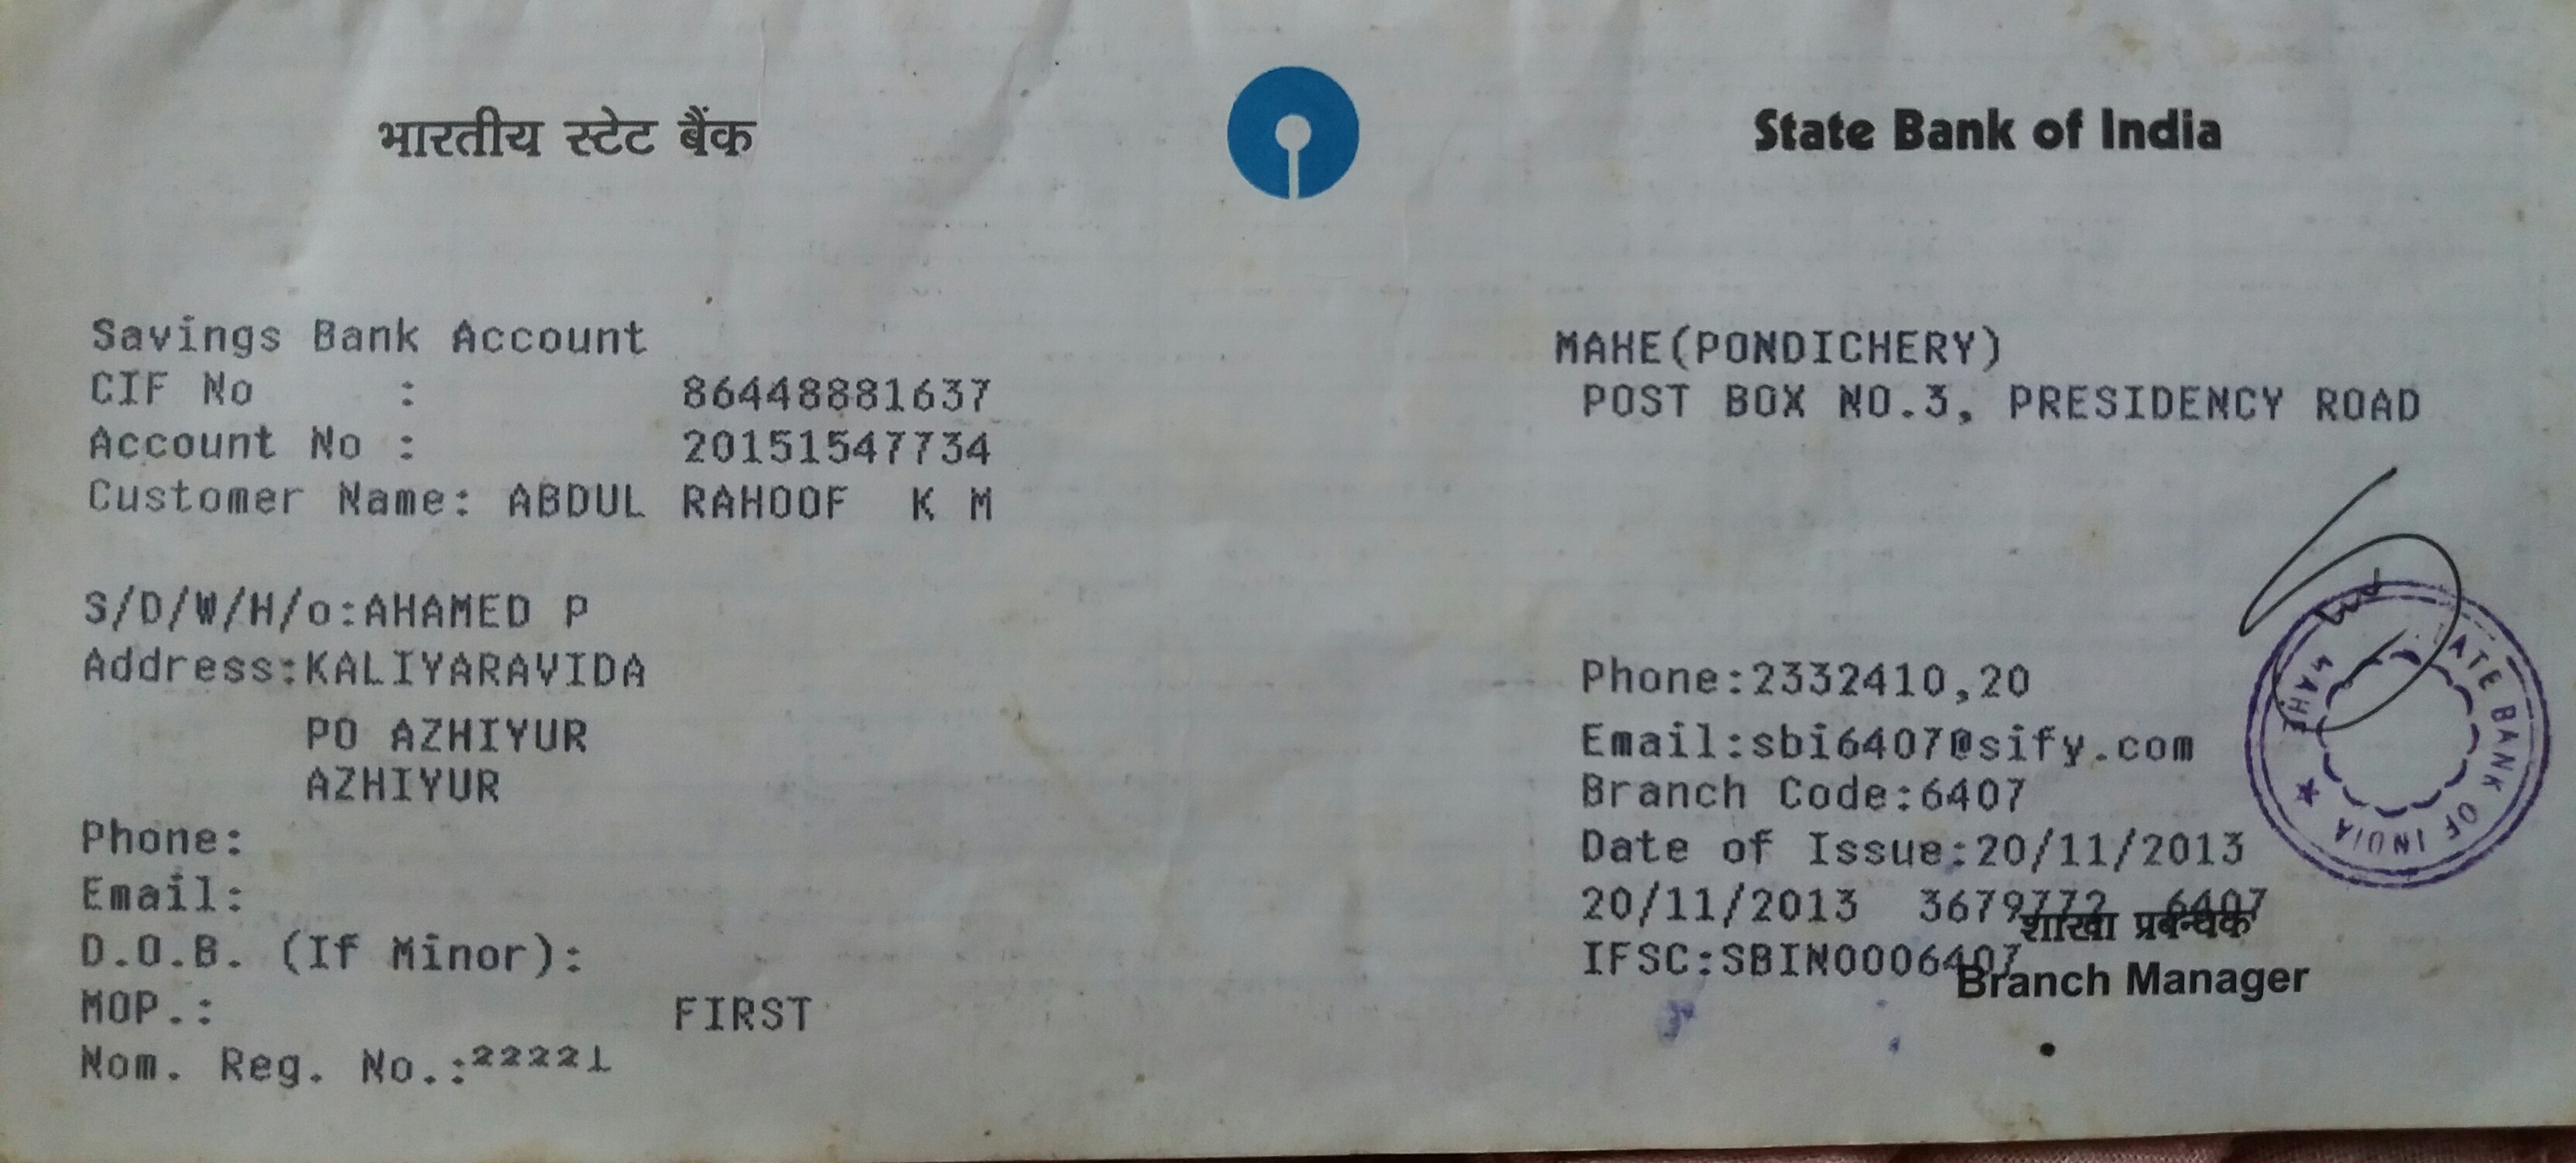 भारतीय स्टेट बैंक
State Bank of India
Savings Bank Account
CIF No : 86448881637
Account No : 20151547734
Customer Name: ABDUL RAHOOF K M
S/D/W/H/o:AHAMED P
Address:KALIYARAVIDA
PO AZHIYUR
AZHIYUR
Phone:
Email:
D.O.B. (If Minor):
MOP.: FIRST
Nom. Reg. No.:22221
MAHE(PONDICHERY)
POST BOX NO.3, PRESIDENCY ROAD
Phone:2332410,20
Email:sbi6407@sify.com
Branch Code:6407
Date of Issue:20/11/2013
20/11/2013 3679772 6407
शाखा प्रबन्धक
IFSC:SBIN0006407
Branch Manager
ATE BANK OF INDIA ★ MAHE